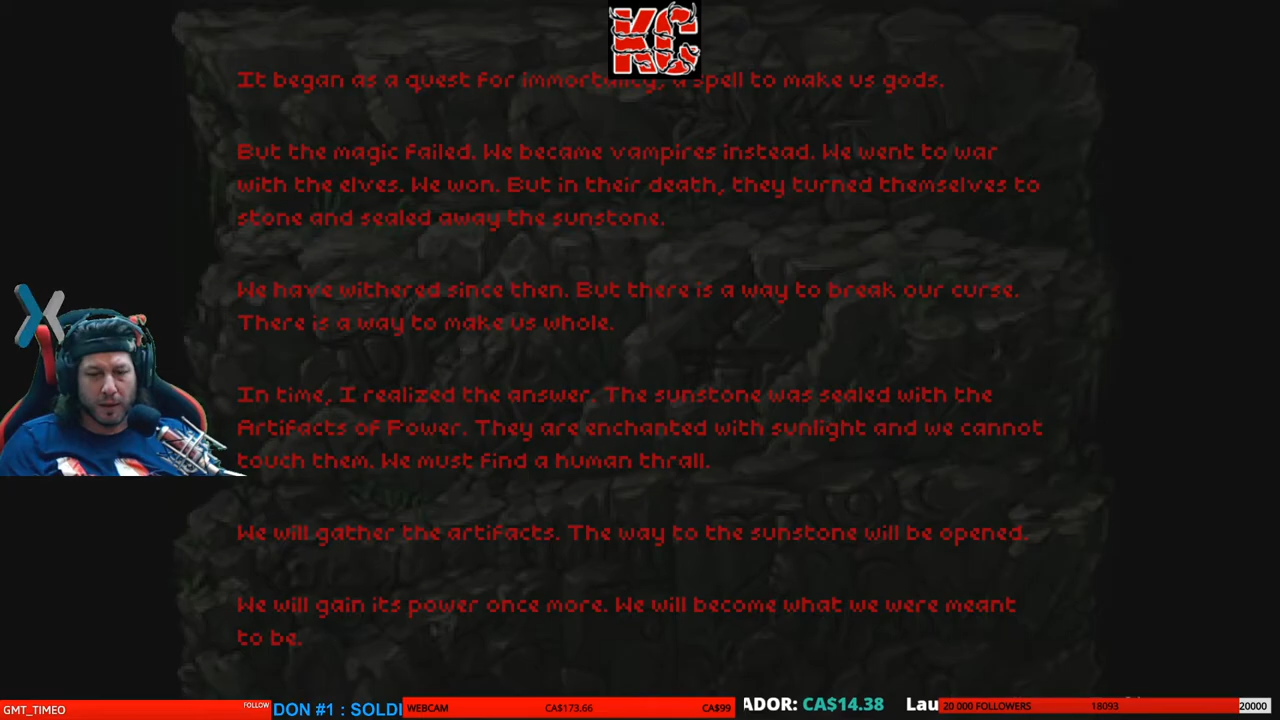 KC
It began as a quest for immortality, a spell to make us gods.
But the magic failed. We became vampires instead. We went to war
with the elves. We won. But in their death, they turned themselves to
stone and sealed away the sunstone.
We have withered since then. But there is a way to break our curse.
There is a way to make us whole.
In time, I realized the answer. The sunstone was sealed with the
Artifacts of Power. They are enchanted with sunlight and we cannot
touch them. We must find a human thrall.
We will gather the artifacts. The way to the sunstone will be opened.
We will gain its power once more. We will become what we were meant
to be.
GMT_TIMEO FOLLOW DON #1 : SOLDI WEBCAM CA$173.66 CA$99 ADOR: CA$14.38 Lau 20 000 FOLLOWERS 18093 20000